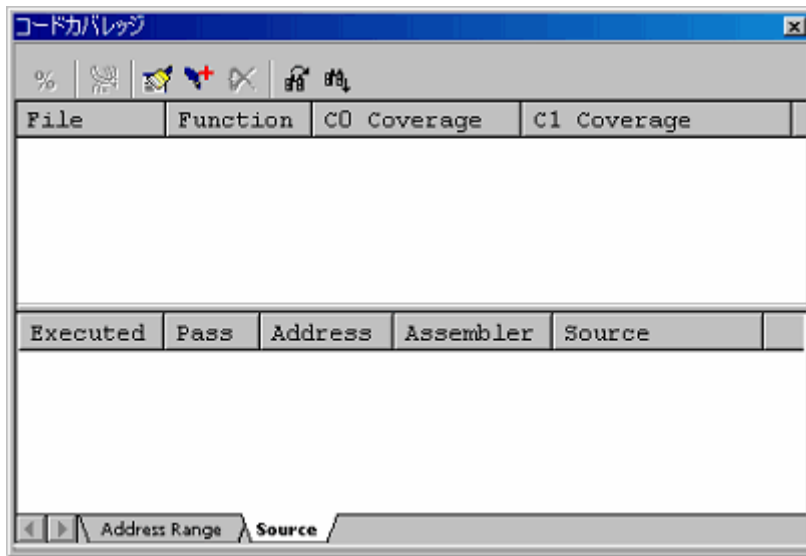 コードカバレッジ
%
File Function C0 Coverage C1 Coverage
Executed Pass Address Assembler Source
Address Range Source